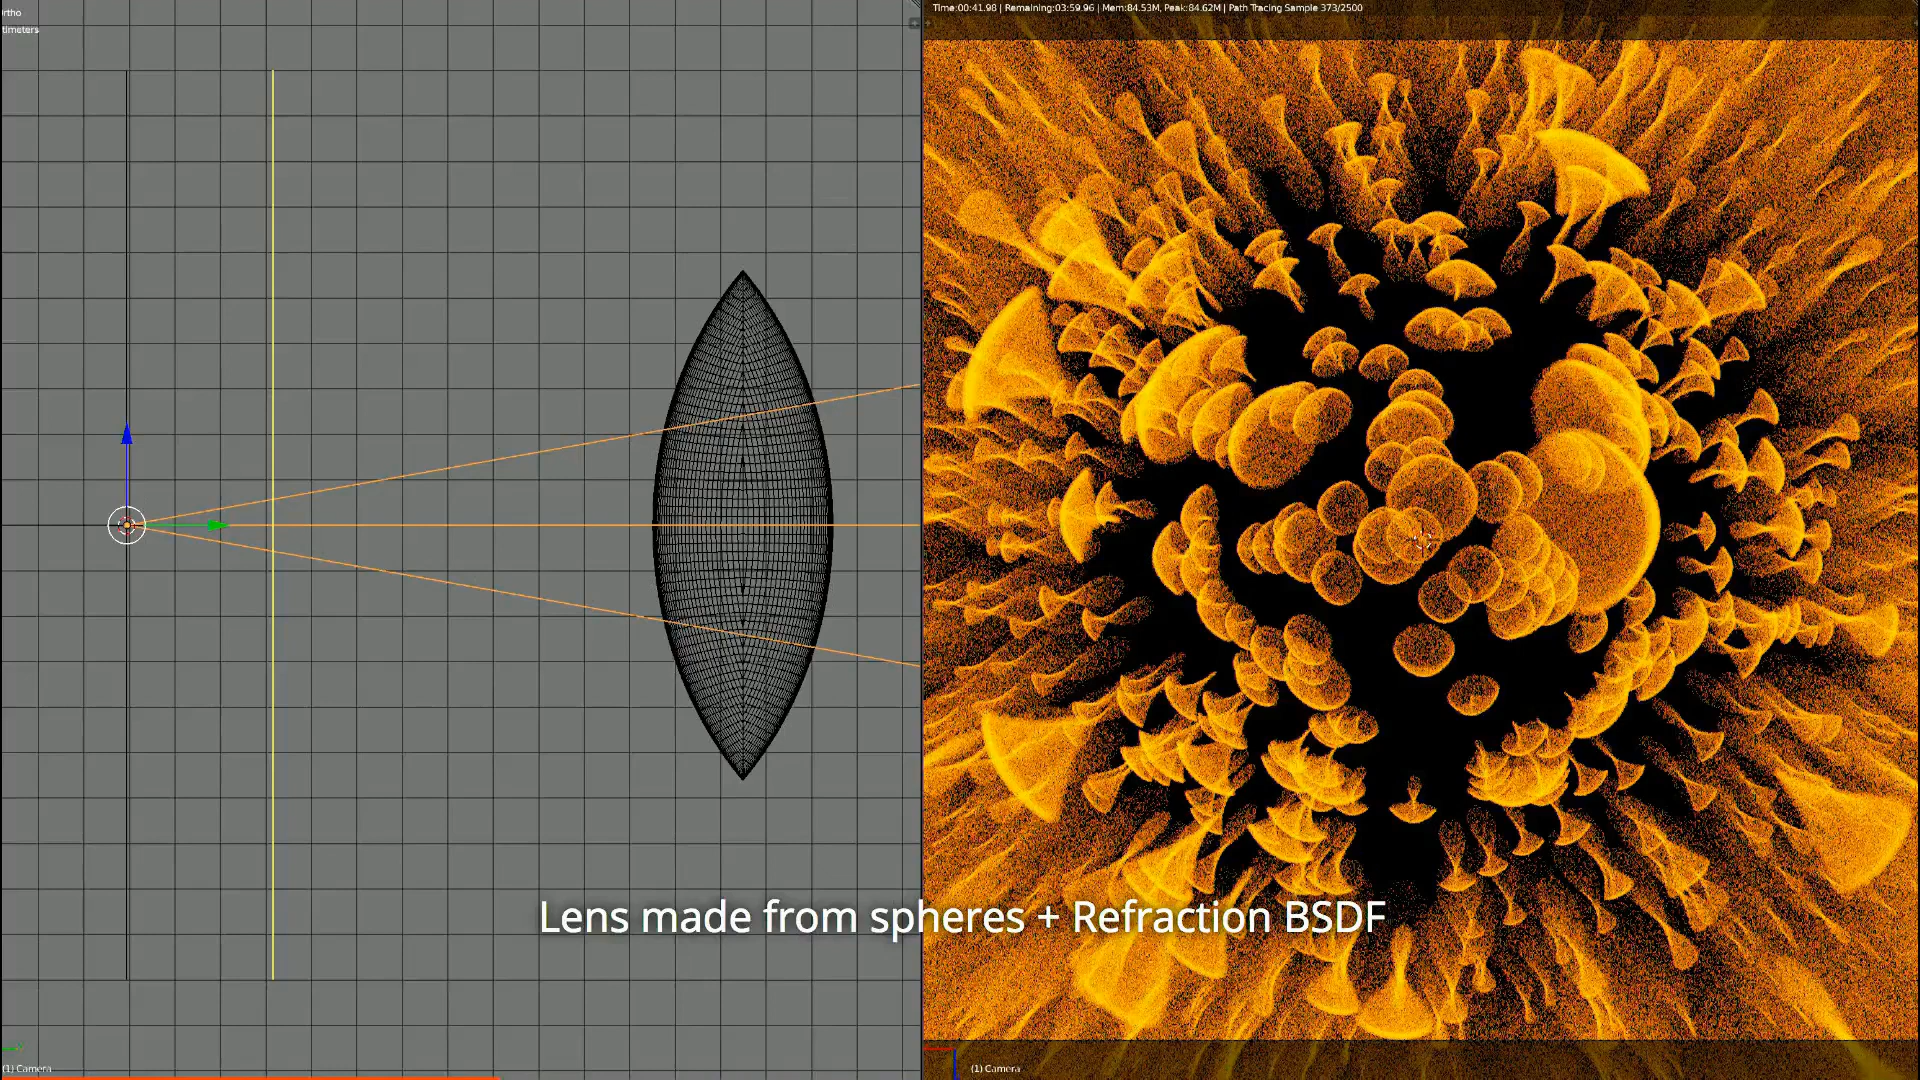 rtho
timeters
Time:00:41.98 | Remaining:03:59.96 | Mem:84.53M, Peak:84.62M | Path Tracing Sample 373/2500
Lens made from spheres + Refraction BSDF
(1) Camera
(1) Camera